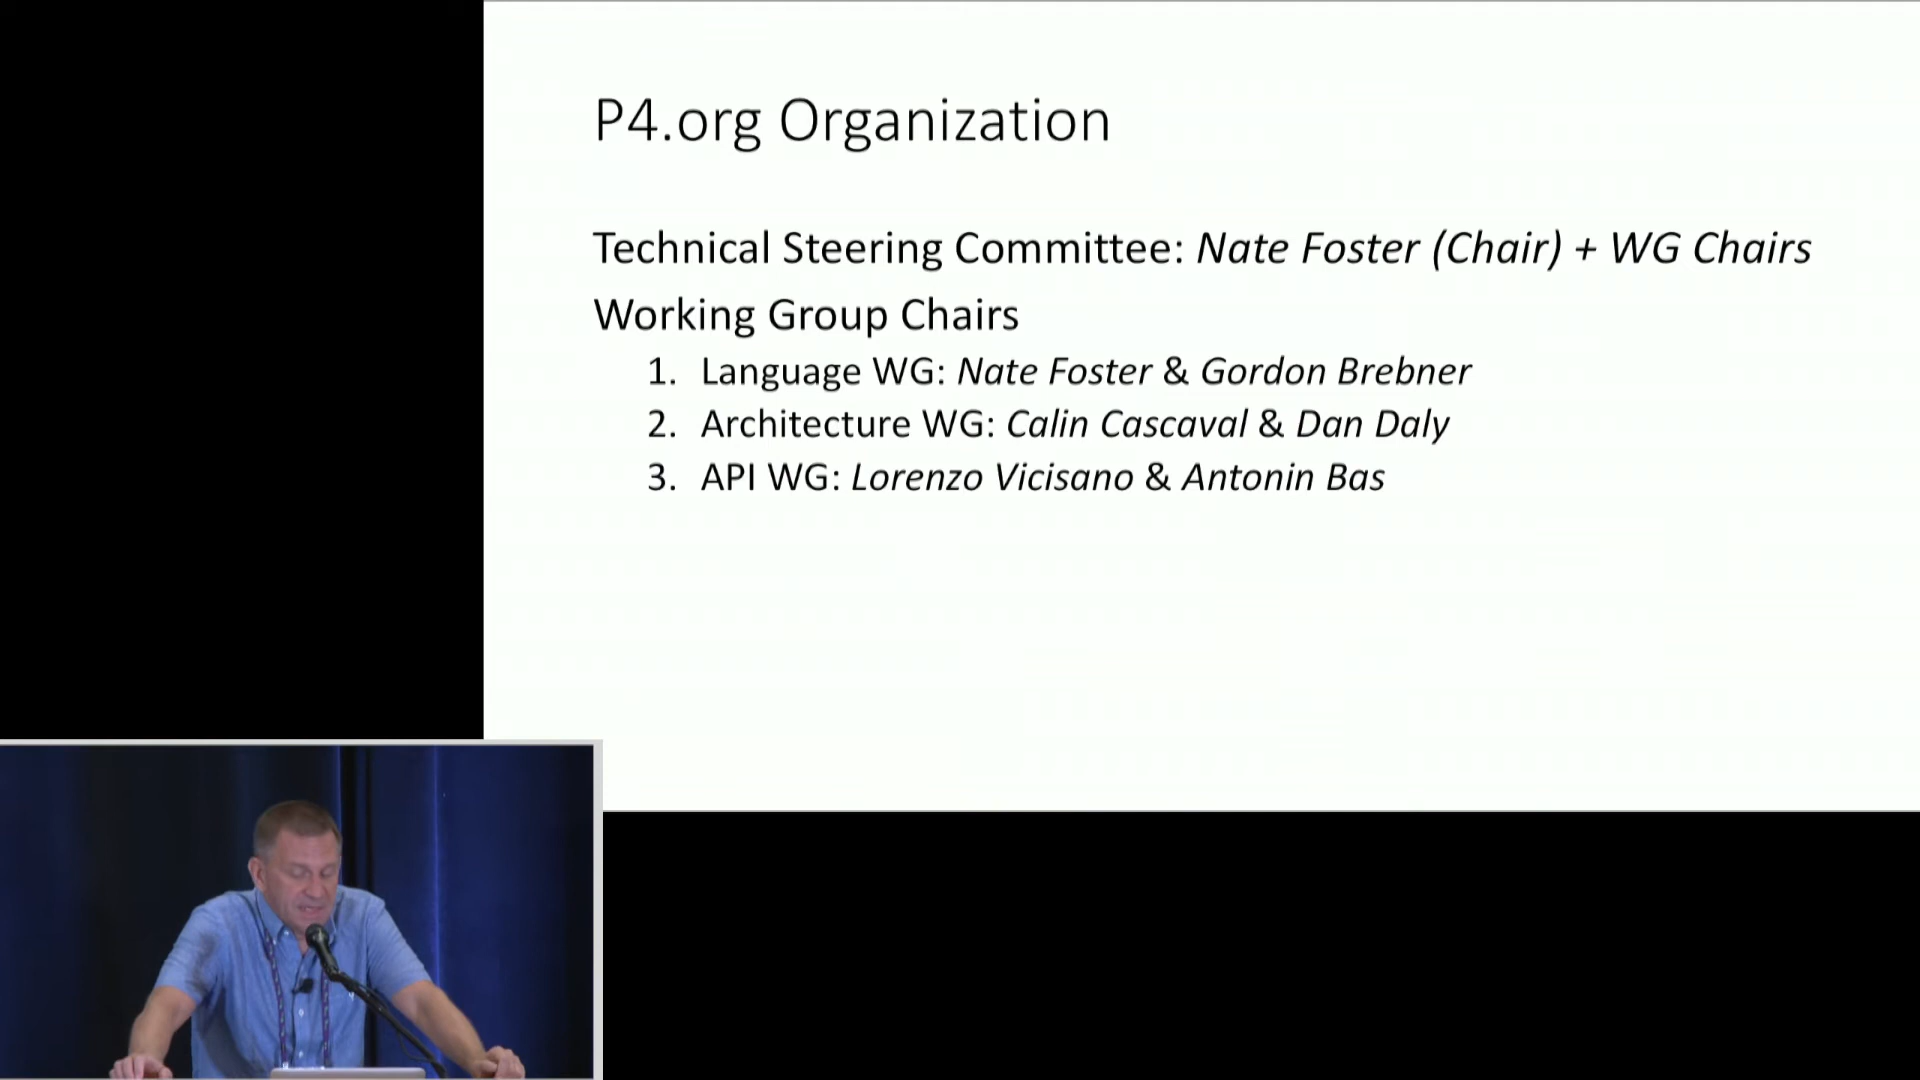 P4.org Organization
Technical Steering Committee: Nate Foster (Chair) + WG Chairs
Working Group Chairs
1. Language WG: Nate Foster & Gordon Brebner
2. Architecture WG: Calin Cascaval & Dan Daly
3. API WG: Lorenzo Vicisano & Antonin Bas